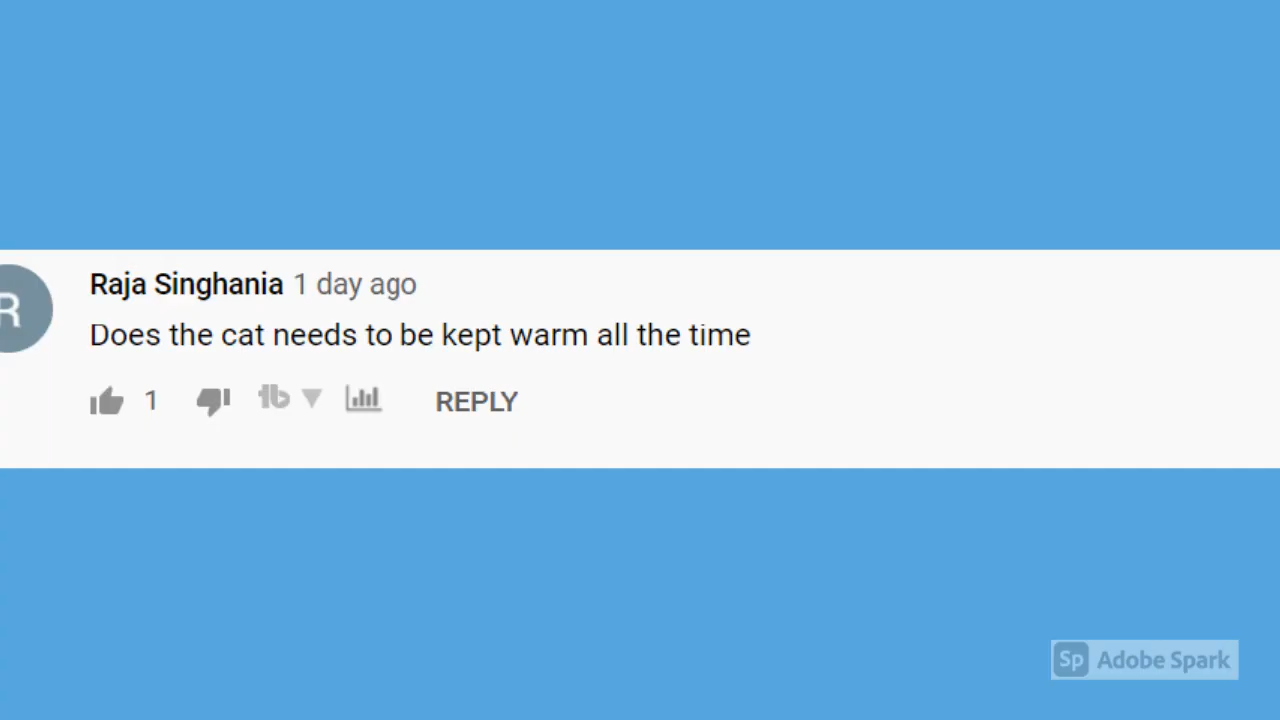 R
Raja Singhania 1 day ago
Does the cat needs to be kept warm all the time
1 REPLY
Sp Adobe Spark